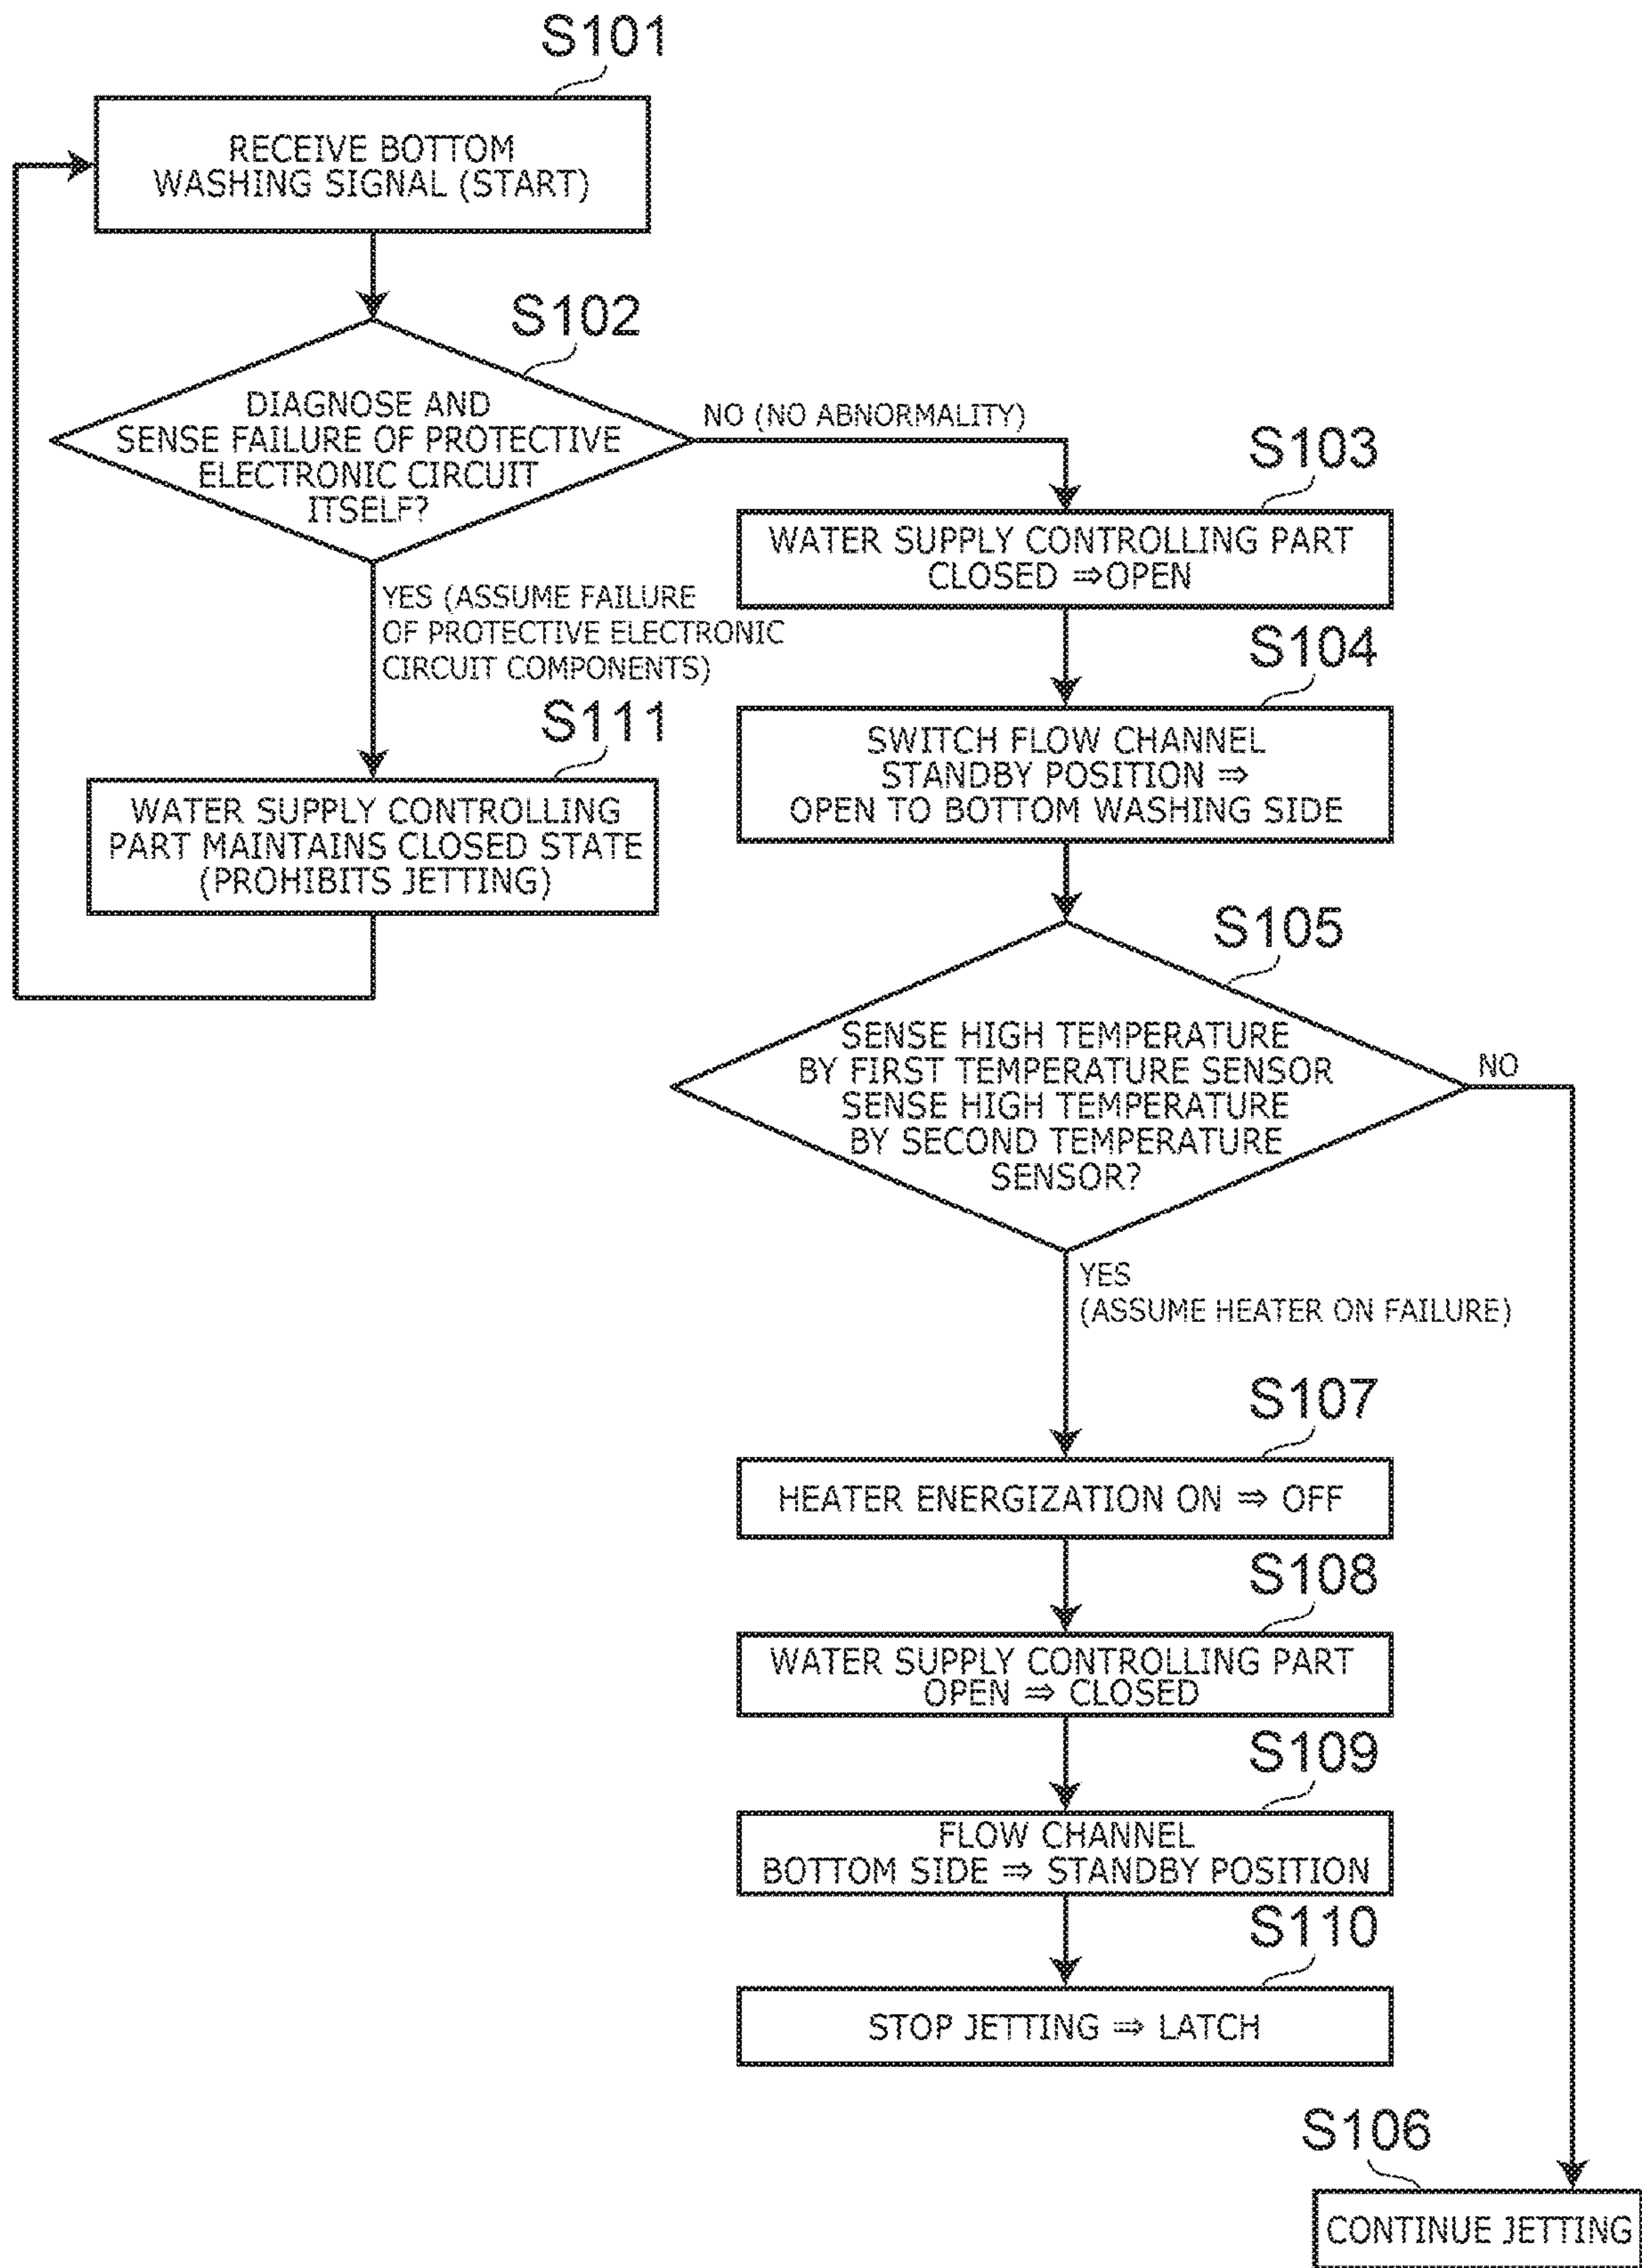 S101
RECEIVE BOTTOM
WASHING SIGNAL (START)
S102
DIAGNOSE AND
SENSE FAILURE OF PROTECTIVE
ELECTRONIC CIRCUIT
ITSELF?
NO (NO ABNORMALITY)
YES (ASSUME FAILURE
OF PROTECTIVE ELECTRONIC
CIRCUIT COMPONENTS)
S111
WATER SUPPLY CONTROLLING
PART MAINTAINS CLOSED STATE
(PROHIBITS JETTING)
S103
WATER SUPPLY CONTROLLING PART
CLOSED ⇒OPEN
S104
SWITCH FLOW CHANNEL
STANDBY POSITION ⇒
OPEN TO BOTTOM WASHING SIDE
S105
SENSE HIGH TEMPERATURE
BY FIRST TEMPERATURE SENSOR
SENSE HIGH TEMPERATURE
BY SECOND TEMPERATURE
SENSOR?
NO
YES
(ASSUME HEATER ON FAILURE)
S107
HEATER ENERGIZATION ON ⇒ OFF
S108
WATER SUPPLY CONTROLLING PART
OPEN ⇒ CLOSED
S109
FLOW CHANNEL
BOTTOM SIDE ⇒ STANDBY POSITION
S110
STOP JETTING ⇒ LATCH
S106
CONTINUE JETTING